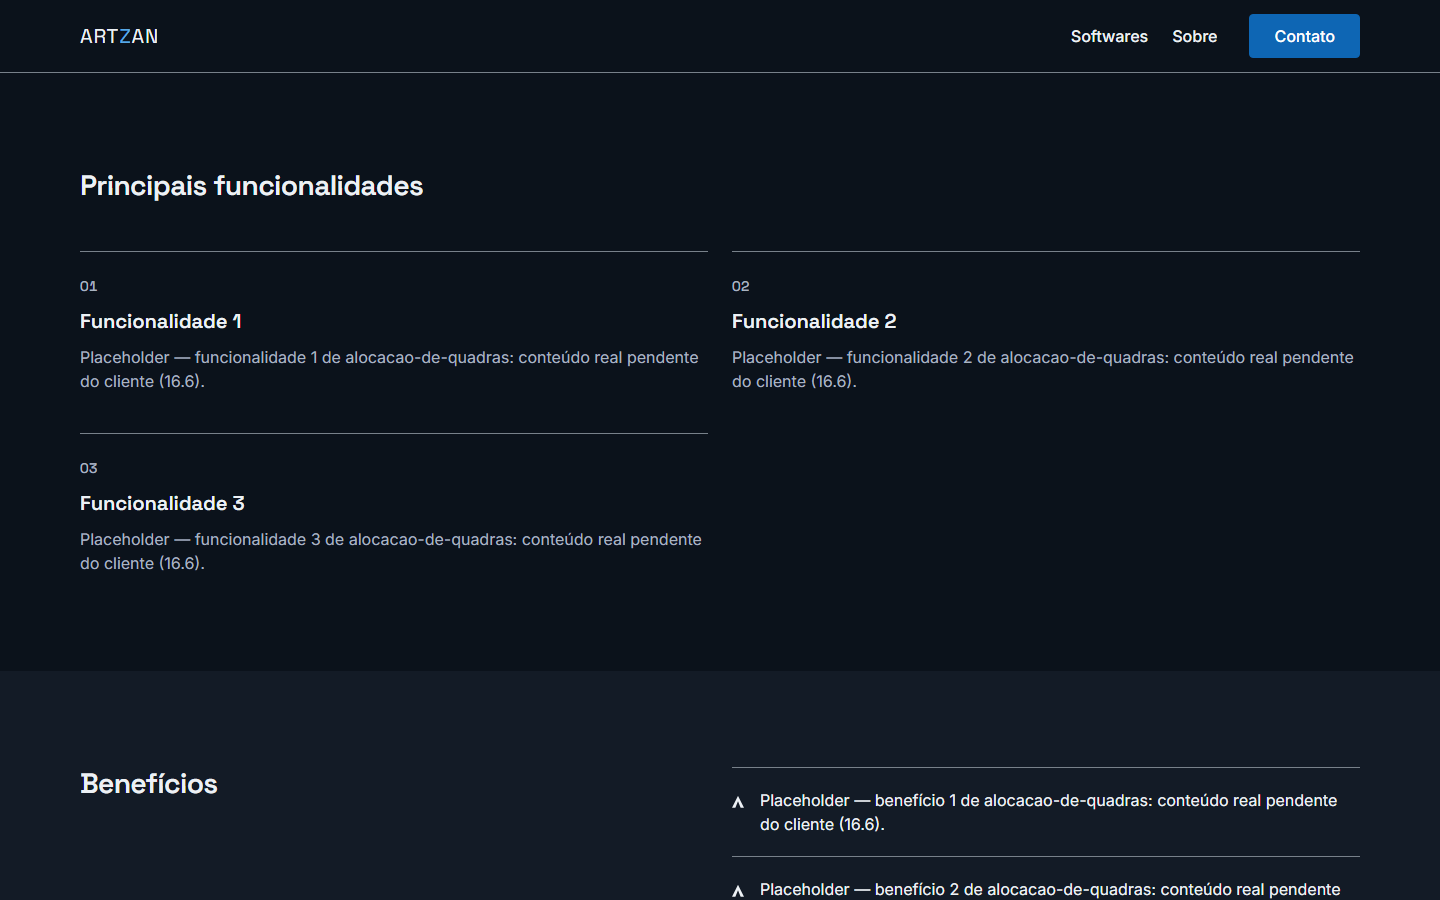 ARTZAN
Softwares
Sobre
Contato
Principais funcionalidades
01
Funcionalidade 1
Placeholder — funcionalidade 1 de alocacao-de-quadras: conteúdo real pendente
do cliente (16.6).
02
Funcionalidade 2
Placeholder — funcionalidade 2 de alocacao-de-quadras: conteúdo real pendente
do cliente (16.6).
03
Funcionalidade 3
Placeholder — funcionalidade 3 de alocacao-de-quadras: conteúdo real pendente
do cliente (16.6).
Benefícios
Placeholder — benefício 1 de alocacao-de-quadras: conteúdo real pendente
do cliente (16.6).
Placeholder — benefício 2 de alocacao-de-quadras: conteúdo real pendente